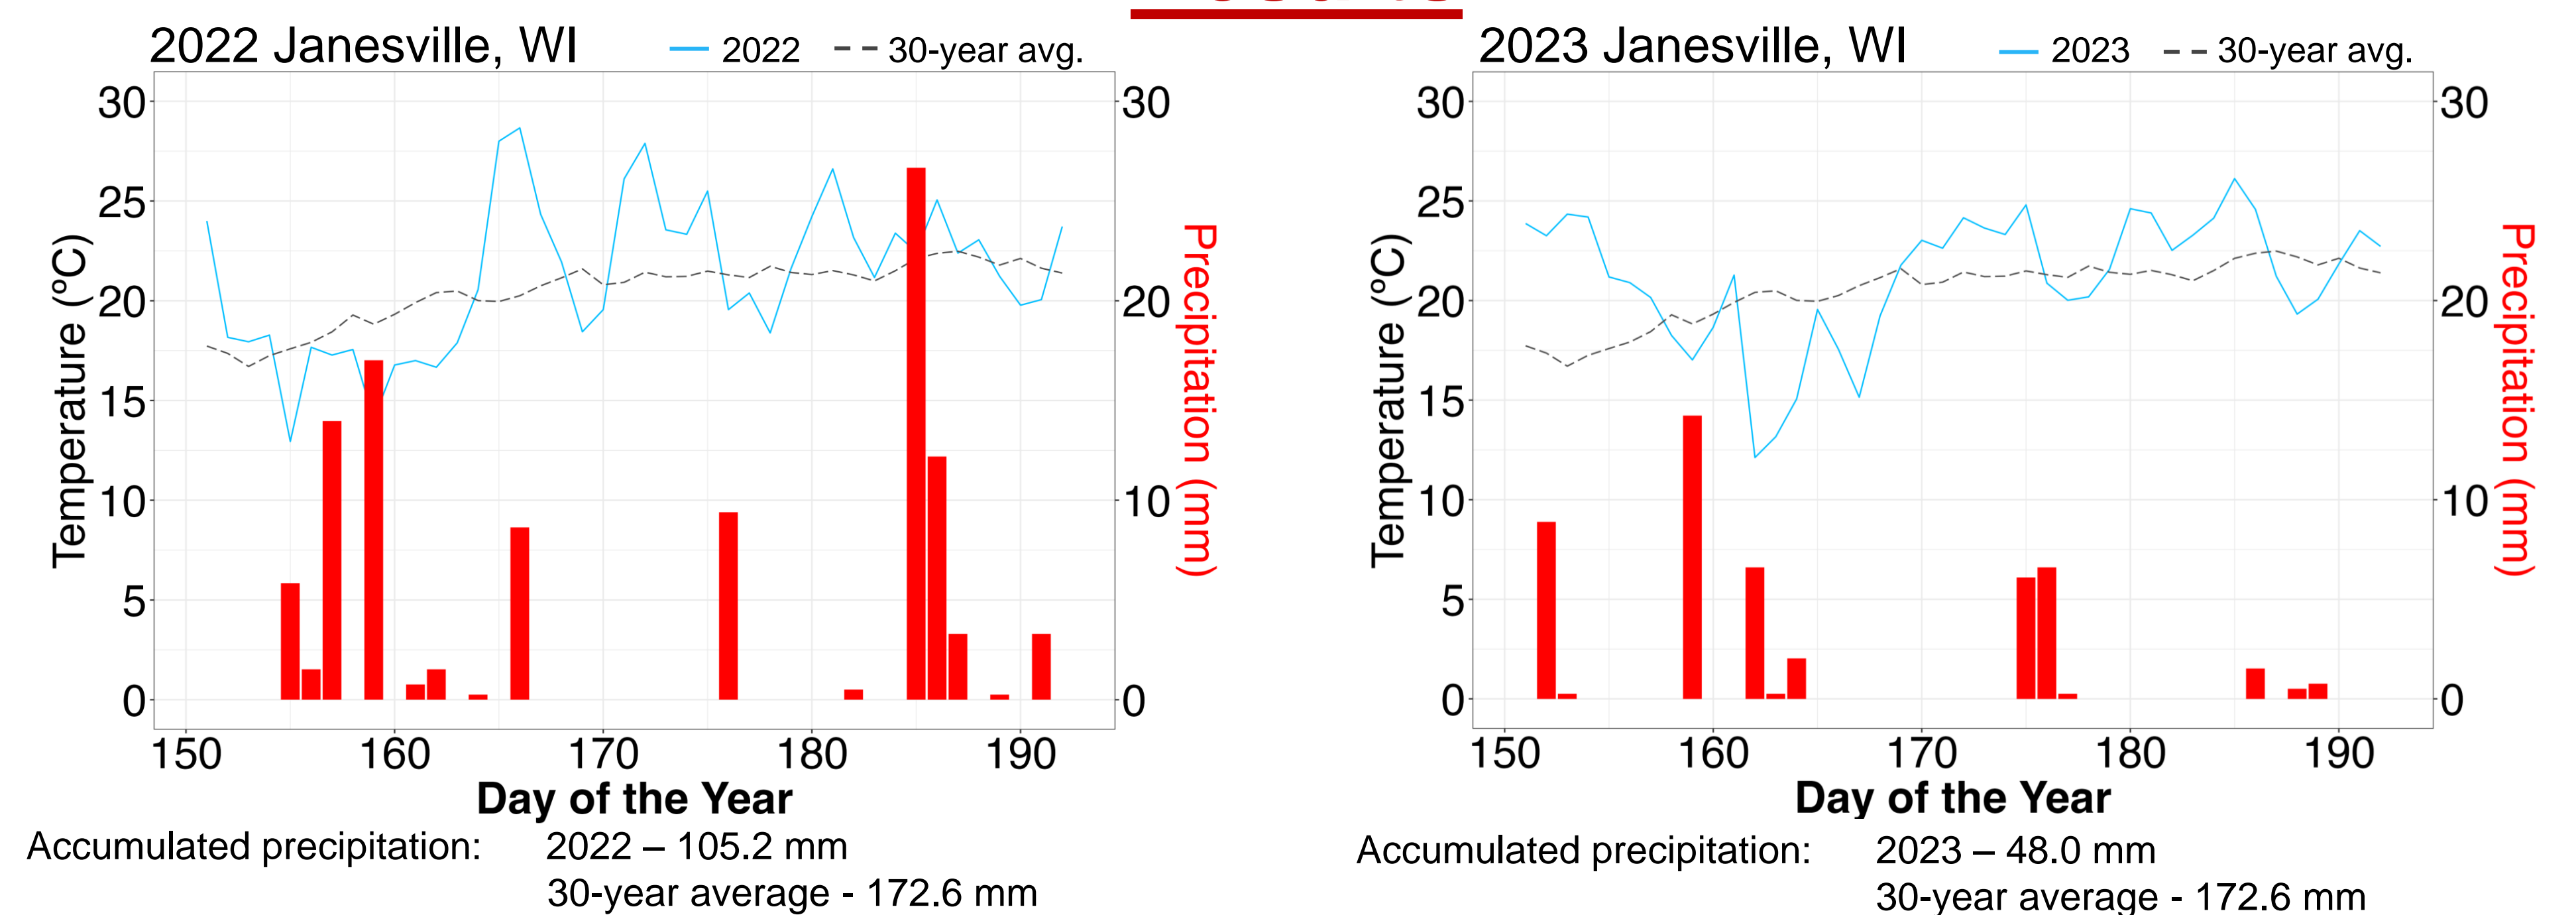 2022 Janesville, WI
2022
30-year avg.
30
25
20
15
10
5
0
Temperature (ºC)
30
20
10
0
Precipitation (mm)
150 160 170 180 190
Day of the Year
Accumulated precipitation: 2022 – 105.2 mm
30-year average - 172.6 mm
2023 Janesville, WI
2023
30-year avg.
30
25
20
15
10
5
0
Temperature (ºC)
30
20
10
0
Precipitation (mm)
150 160 170 180 190
Day of the Year
Accumulated precipitation: 2023 – 48.0 mm
30-year average - 172.6 mm